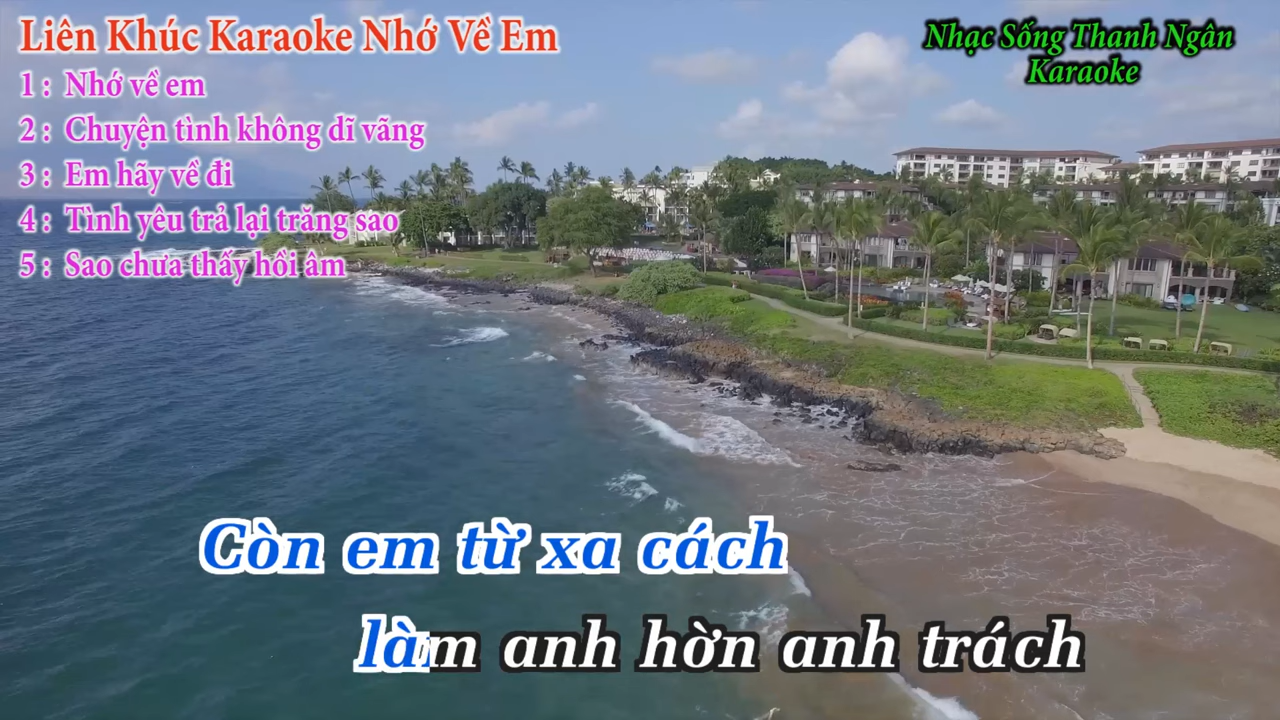 Liên Khúc Karaoke Nhớ Về Em
1 : Nhớ về em
2 : Chuyện tình không dĩ vãng
3 : Em hãy về đi
4 : Tình yêu trả lại trăng sao
5 : Sao chưa thấy hồi âm
Nhạc Sống Thanh Ngân
Karaoke
Còn em từ xa cách
làm anh hờn anh trách